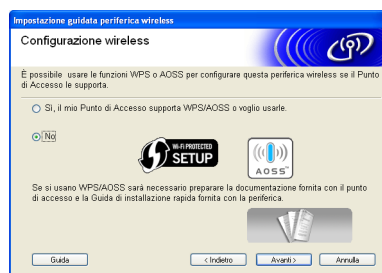 Impostazione guidata periferica wireless
Configurazione wireless
È possibile usare le funzioni WPS o AOSS per configurare questa periferica wireless se il Punto
di Accesso le supporta.
Sì, il mio Punto di Accesso supporta WPS/AOSS o voglio usarle.
No
WI-FI PROTECTED
SETUP
AOSS™
Se si usano WPS/AOSS sarà necessario preparare la documentazione fornita con il punto
di accesso e la Guida di installazione rapida fornita con la periferica.
Guida
< Indietro
Avanti >
Annulla